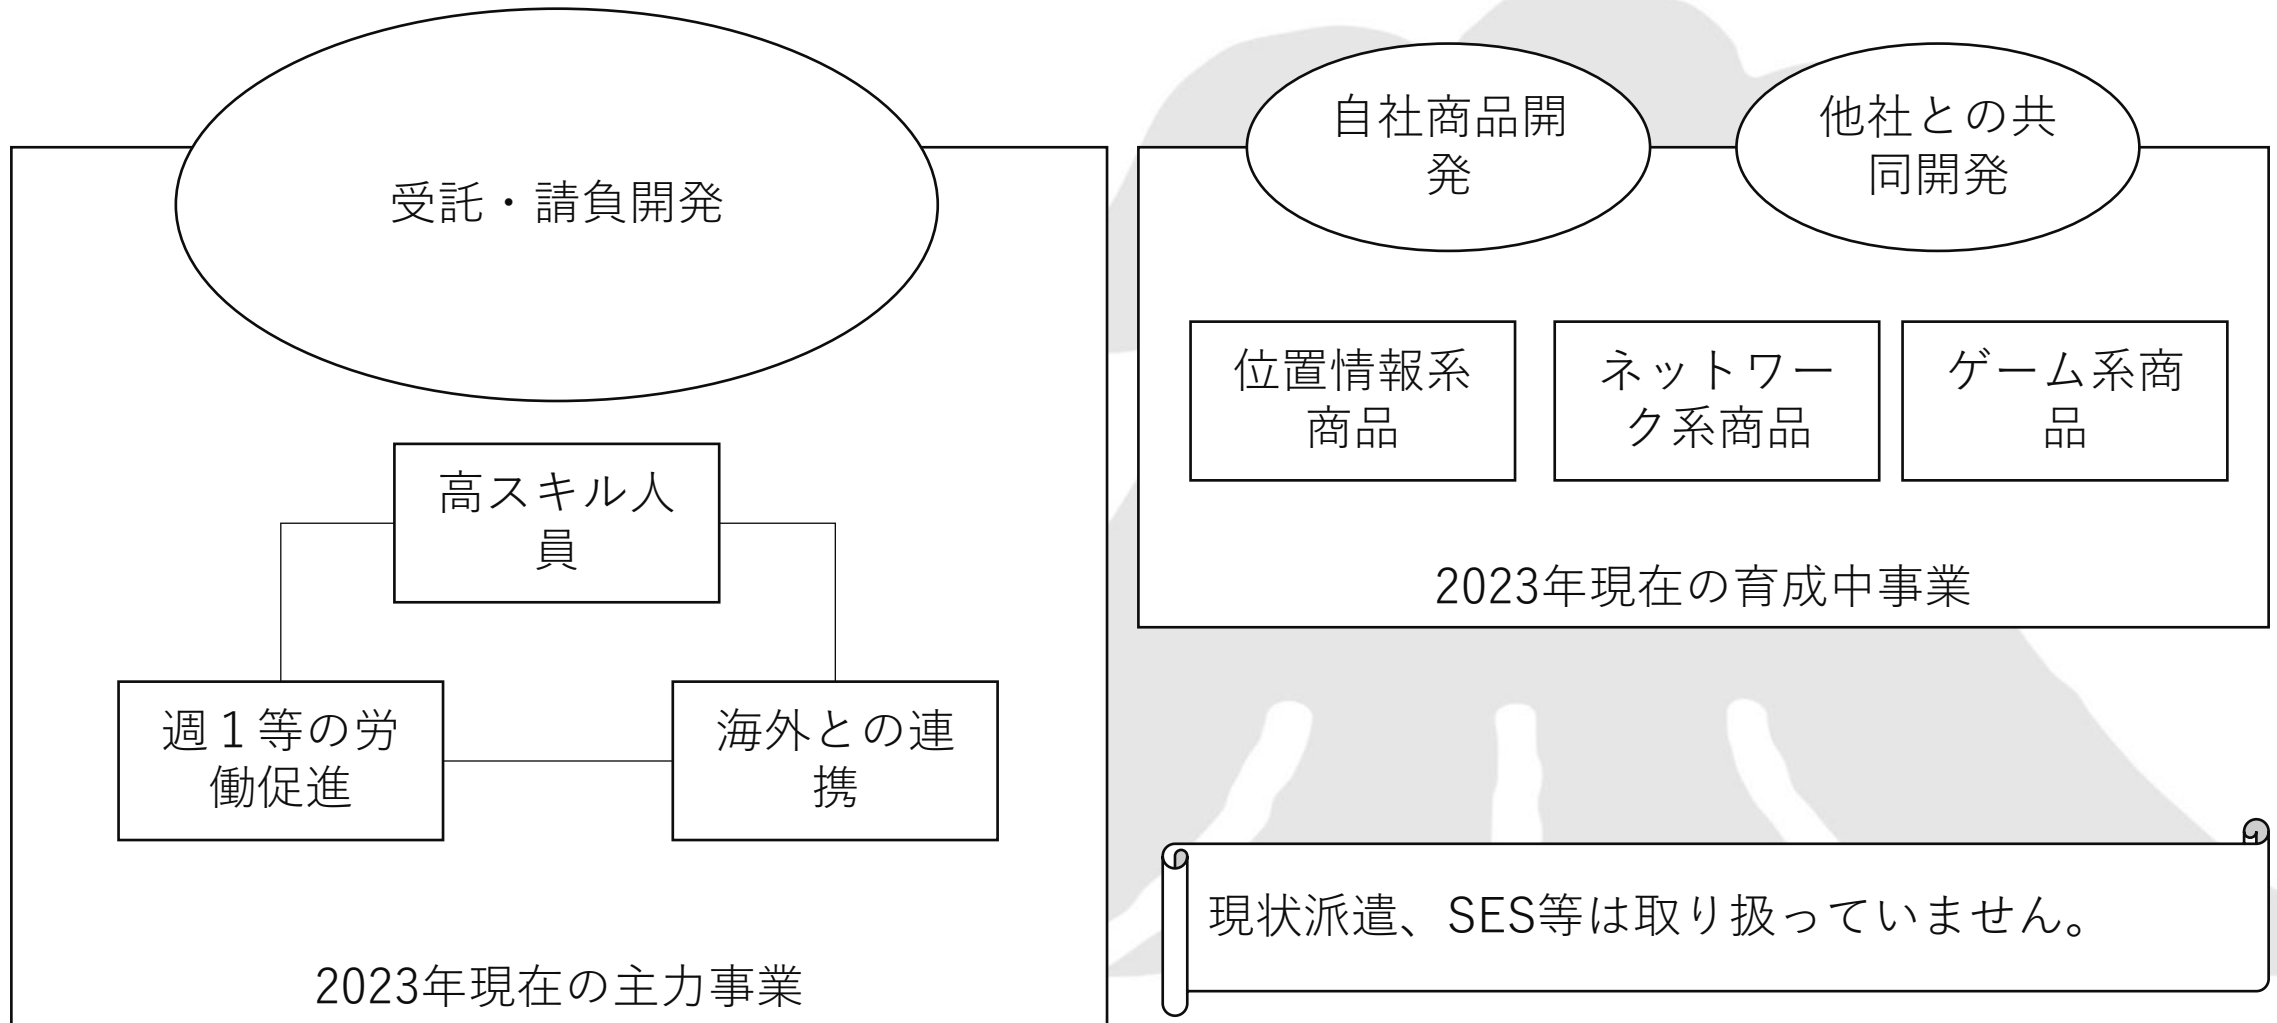 受託・請負開発
高スキル人
員
週１等の労
働促進
海外との連
携
2023年現在の主力事業
自社商品開
発
他社との共
同開発
位置情報系
商品
ネットワー
ク系商品
ゲーム系商
品
2023年現在の育成中事業
現状派遣、SES等は取り扱っていません。